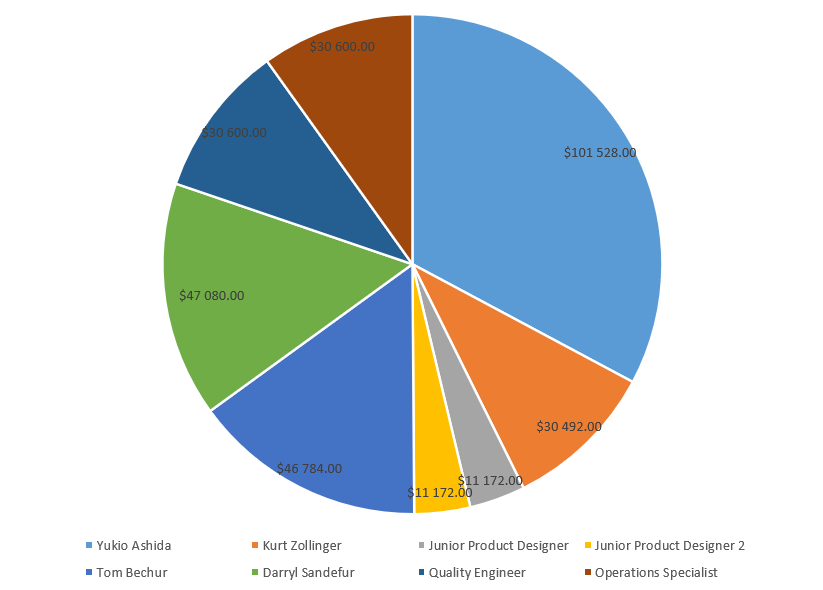 $30 600.00
$30 600.00
$101 528.00
$47 080.00
$30 492.00
$46 784.00
$11 172.00
$11 172.00
Yukio Ashida
Kurt Zollinger
Junior Product Designer
Junior Product Designer 2
Tom Bechur
Darryl Sandefur
Quality Engineer
Operations Specialist